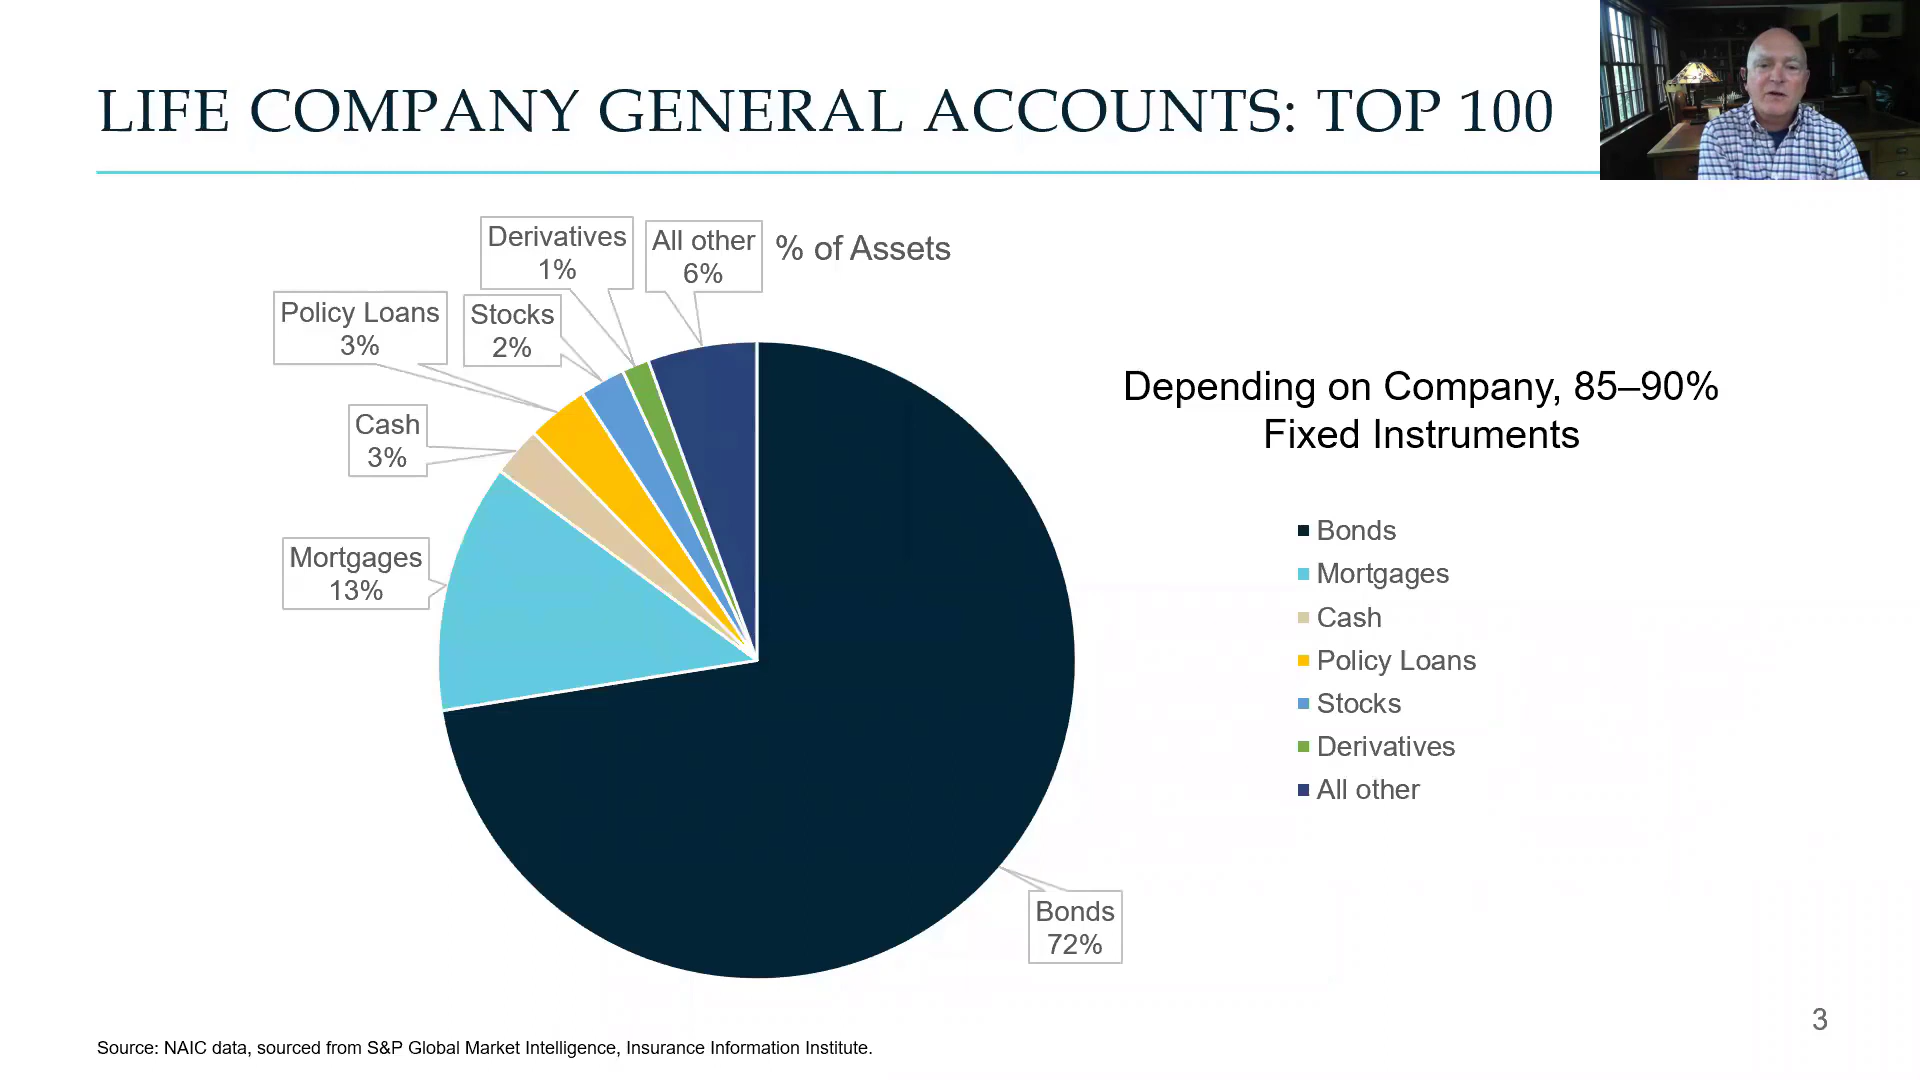 LIFE COMPANY GENERAL ACCOUNTS: TOP 100
% of Assets
Derivatives
1%
All other
6%
Policy Loans
3%
Stocks
2%
Cash
3%
Mortgages
13%
Bonds
72%
Depending on Company, 85–90%
Fixed Instruments
Bonds
Mortgages
Cash
Policy Loans
Stocks
Derivatives
All other
3
Source: NAIC data, sourced from S&P Global Market Intelligence, Insurance Information Institute.